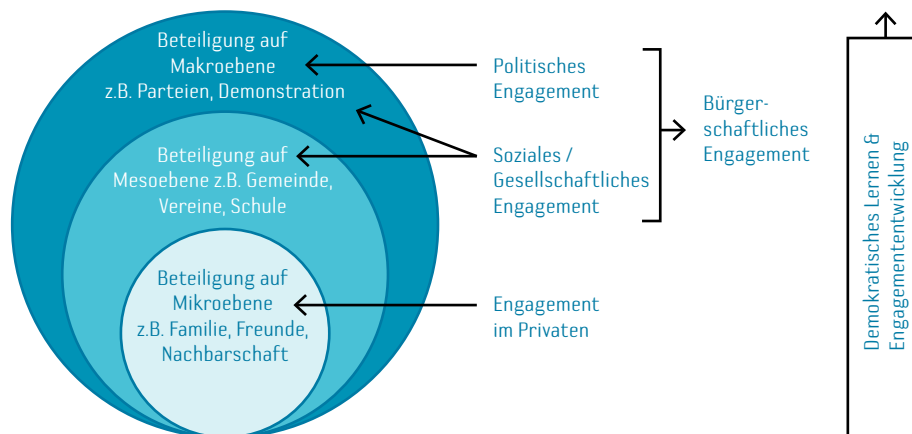 Beteiligung auf
Makroebene
z.B. Parteien, Demonstration
Politisches
Engagement
Bürger-
schaftliches
Engagement
Beteiligung auf
Mesoebene z.B. Gemeinde,
Vereine, Schule
Soziales /
Gesellschaftliches
Engagement
Beteiligung auf
Mikroebene
z.B. Familie, Freunde,
Nachbarschaft
Engagement
im Privaten
Demokratisches Lernen &
Engagemententwicklung